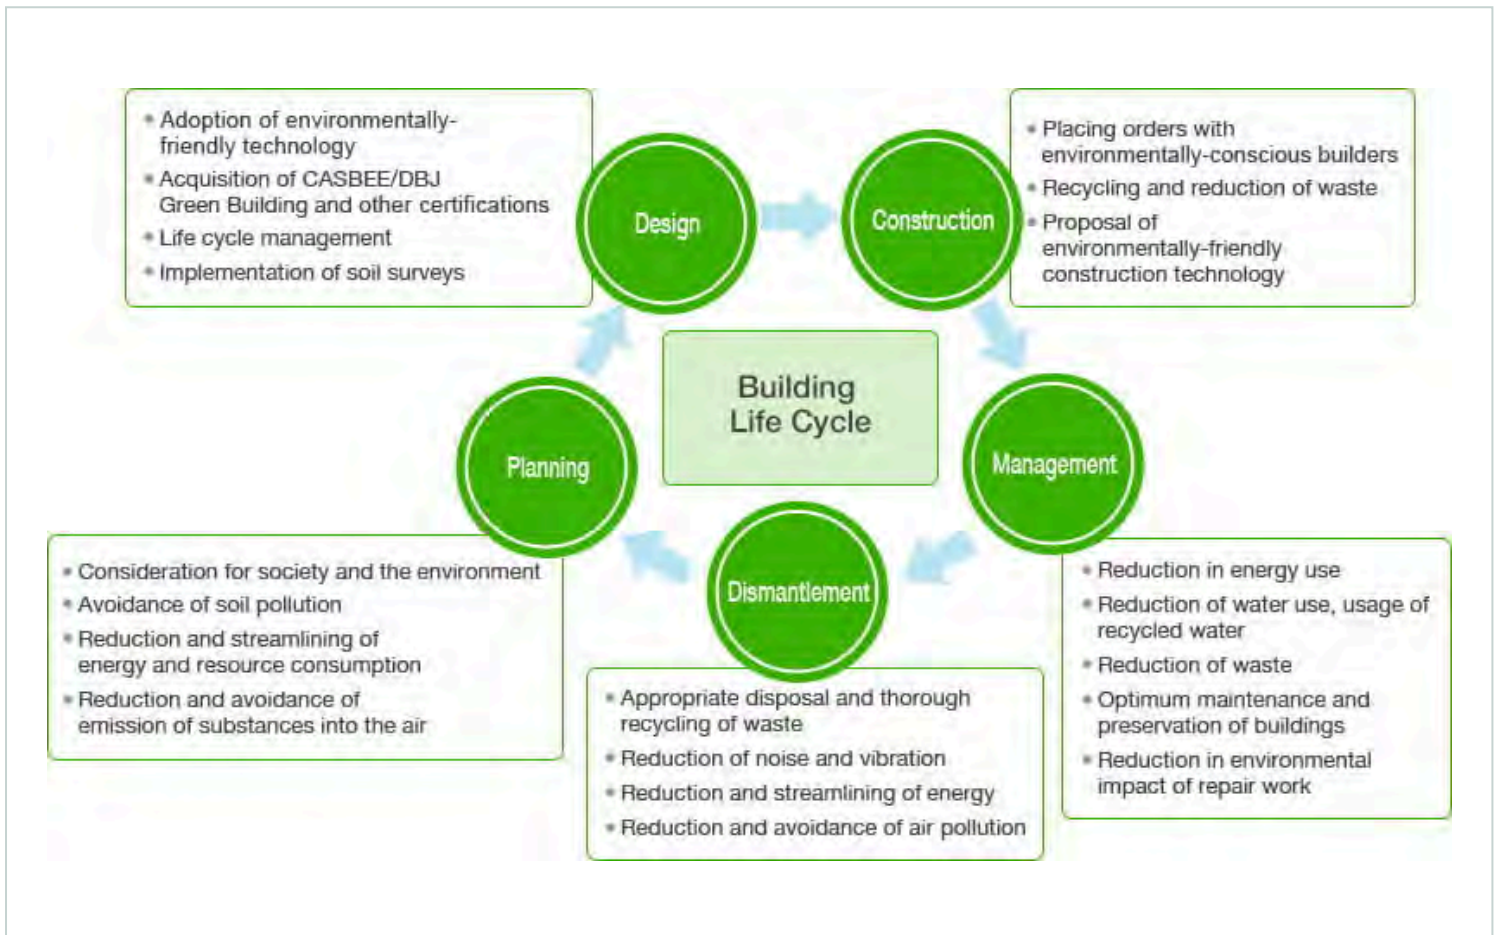 • Adoption of environmentally-
friendly technology
• Acquisition of CASBEE/DBJ
Green Building and other certifications
• Life cycle management
• Implementation of soil surveys
Design
Construction
• Placing orders with
environmentally-conscious builders
• Recycling and reduction of waste
• Proposal of
environmentally-friendly
construction technology
Building
Life Cycle
Planning
Management
Dismantlement
• Consideration for society and the environment
• Avoidance of soil pollution
• Reduction and streamlining of
energy and resource consumption
• Reduction and avoidance of
emission of substances into the air
• Appropriate disposal and thorough
recycling of waste
• Reduction of noise and vibration
• Reduction and streamlining of energy
• Reduction and avoidance of air pollution
• Reduction in energy use
• Reduction of water use, usage of
recycled water
• Reduction of waste
• Optimum maintenance and
preservation of buildings
• Reduction in environmental
impact of repair work